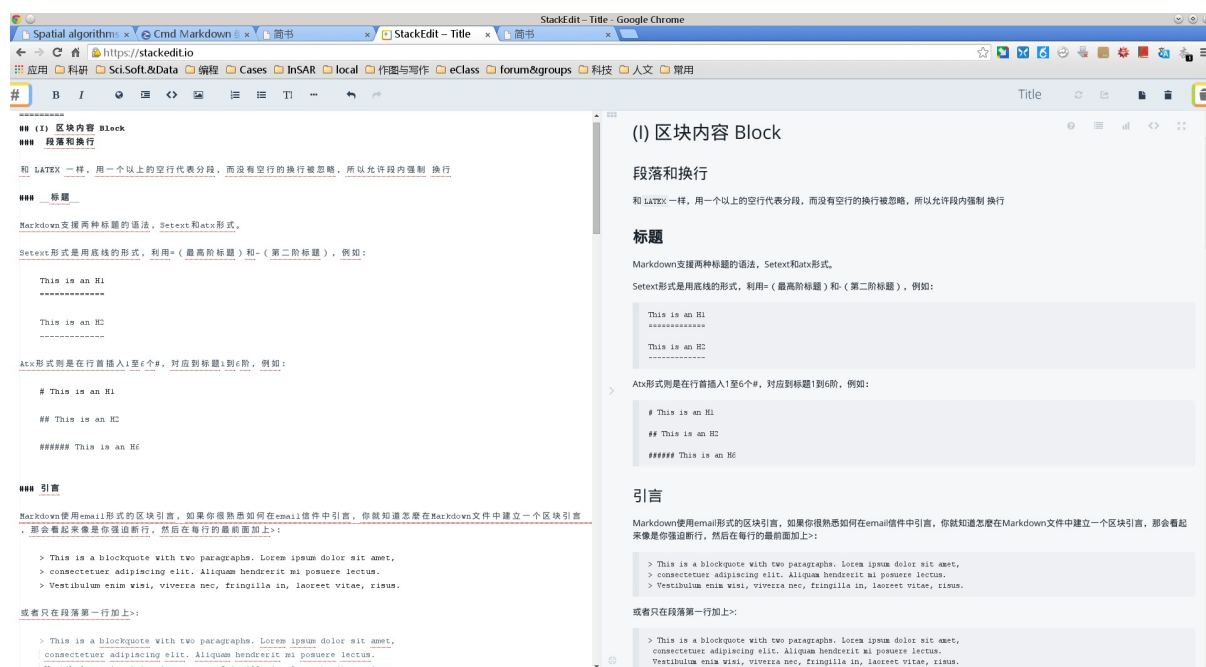 StackEdit – Title - Google Chrome
Spatial algorithms
Cmd Markdown
简书
StackEdit – Title
简书
https://stackedit.io
应用 科研 Sci.Soft.&Data 编程 Cases InSAR local 作图与写作 eClass forum&groups 科技 人文 常用
Title
=========
## (I) 区块内容 Block
### 段落和换行
和 LATEX 一样，用一个以上的空行代表分段，而没有空行的换行被忽略，所以允许段内强制 换行
### __标题__
Markdown支援两种标题的语法，Setext和atx形式。
Setext形式是用底线的形式，利用=（最高阶标题）和-（第二阶标题），例如：
This is an H1
=============
This is an H2
-------------
Atx形式则是在行首插入1至6个#，对应到标题1到6阶，例如：
# This is an H1
## This is an H2
###### This is an H6
### 引言
Markdown使用email形式的区块引言，如果你很熟悉如何在email信件中引言，你就知道怎麼在Markdown文件中建立一个区块引言
，那会看起来像是你强迫断行，然后在每行的最前面加上>：
> This is a blockquote with two paragraphs. Lorem ipsum dolor sit amet,
> consectetuer adipiscing elit. Aliquam hendrerit mi posuere lectus.
> Vestibulum enim wisi, viverra nec, fringilla in, laoreet vitae, risus.
或者只在段落第一行加上>：
> This is a blockquote with two paragraphs. Lorem ipsum dolor sit amet,
consectetuer adipiscing elit. Aliquam hendrerit mi posuere lectus.
(I) 区块内容 Block
段落和换行
和 LATEX 一样，用一个以上的空行代表分段，而没有空行的换行被忽略，所以允许段内强制 换行
标题
Markdown支援两种标题的语法，Setext和atx形式。
Setext形式是用底线的形式，利用=（最高阶标题）和-（第二阶标题），例如：
This is an H1
=============
This is an H2
-------------
Atx形式则是在行首插入1至6个#，对应到标题1到6阶，例如：
# This is an H1
## This is an H2
###### This is an H6
引言
Markdown使用email形式的区块引言，如果你很熟悉如何在email信件中引言，你就知道怎麼在Markdown文件中建立一个区块引言，那会看起
来像是你强迫断行，然后在每行的最前面加上>：
> This is a blockquote with two paragraphs. Lorem ipsum dolor sit amet,
> consectetuer adipiscing elit. Aliquam hendrerit mi posuere lectus.
> Vestibulum enim wisi, viverra nec, fringilla in, laoreet vitae, risus.
或者只在段落第一行加上>:
> This is a blockquote with two paragraphs. Lorem ipsum dolor sit amet,
consectetuer adipiscing elit. Aliquam hendrerit mi posuere lectus.
Vestibulum enim wisi, viverra nec, fringilla in, laoreet vitae, risus.